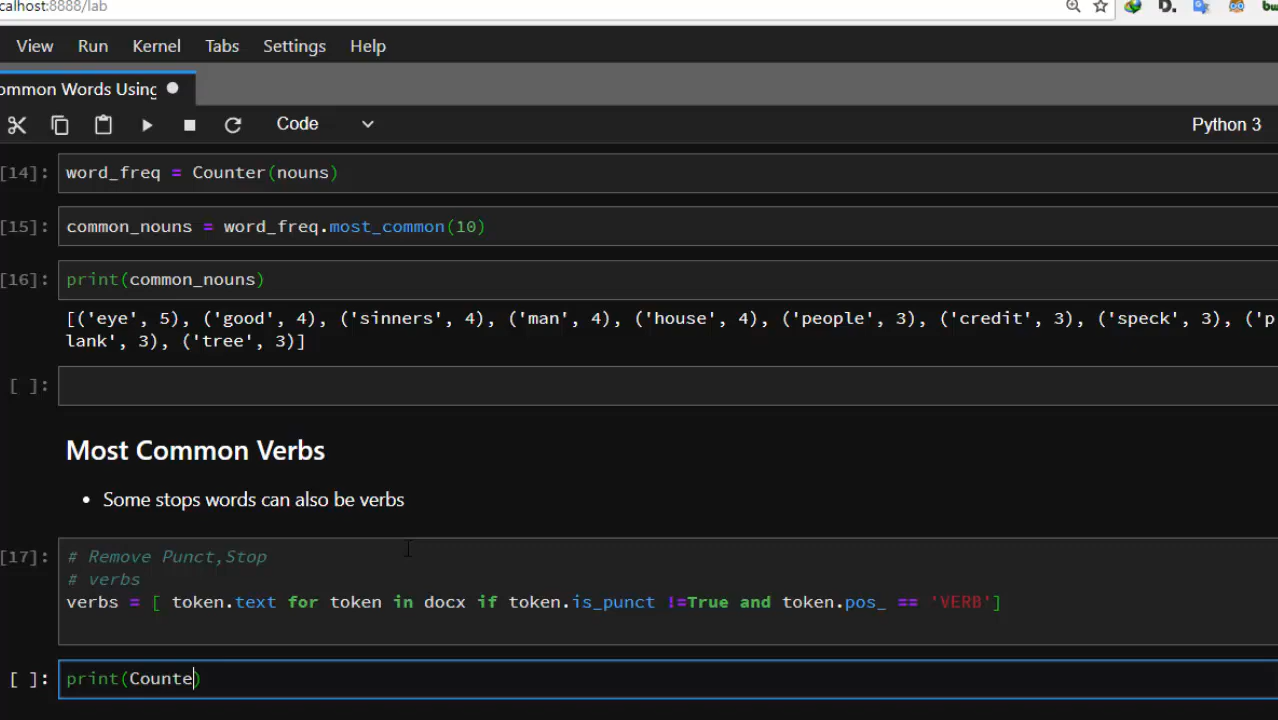 calhost:8888/lab
D.
View Run Kernel Tabs Settings Help
ommon Words Using
Code
Python 3
[14]: word_freq = Counter(nouns)
[15]: common_nouns = word_freq.most_common(10)
[16]: print(common_nouns)
[('eye', 5), ('good', 4), ('sinners', 4), ('man', 4), ('house', 4), ('people', 3), ('credit', 3), ('speck', 3), ('p
lank', 3), ('tree', 3)]
[ ]:
Most Common Verbs
• Some stops words can also be verbs
[17]: # Remove Punct,Stop
# verbs
verbs = [ token.text for token in docx if token.is_punct !=True and token.pos_ == 'VERB']
[ ]: print(Counte)